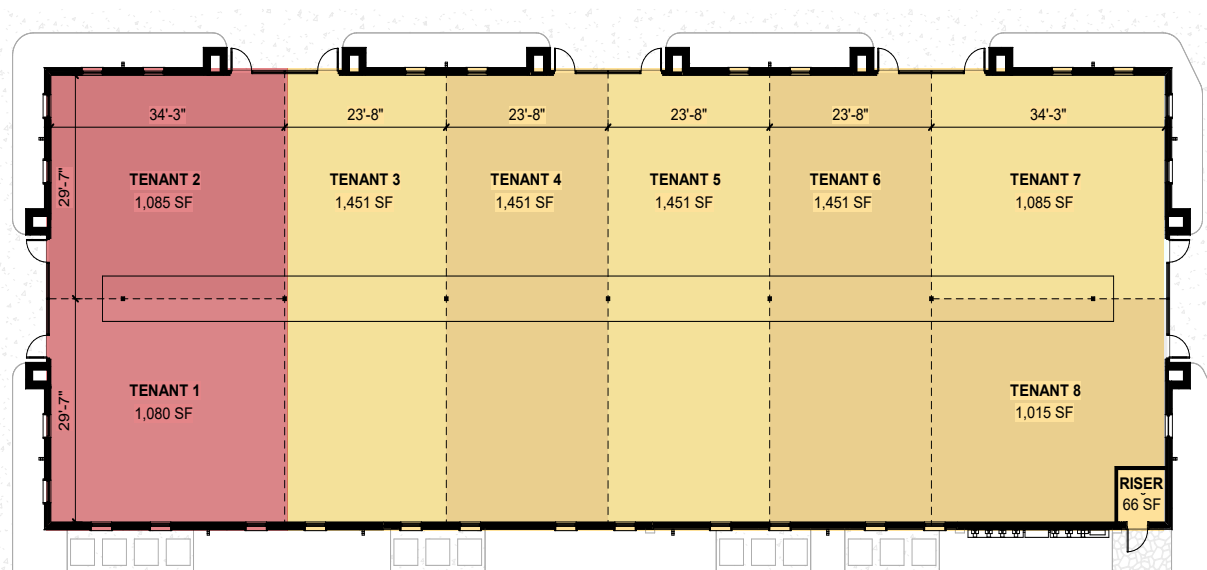 34'-3"
23'-8"
23'-8"
23'-8"
23'-8"
34'-3"
29'-7"
TENANT 2
1,085 SF
TENANT 3
1,451 SF
TENANT 4
1,451 SF
TENANT 5
1,451 SF
TENANT 6
1,451 SF
TENANT 7
1,085 SF
29'-7"
TENANT 1
1,080 SF
TENANT 8
1,015 SF
RISER
66 SF